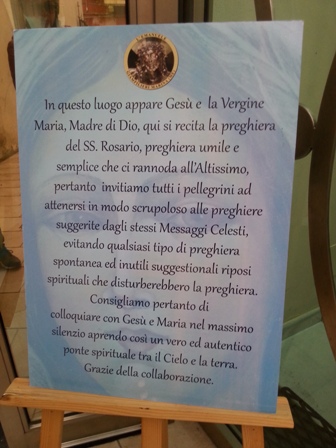 In questo luogo appare Gesù e la Vergine
Maria, Madre di Dio, qui si recita la preghiera
del SS. Rosario, preghiera umile e
semplice che ci rannoda all'Altissimo,
pertanto invitiamo tutti i pellegrini ad
attenersi in modo scrupoloso alle preghiere
suggerite dagli stessi Messaggi Celesti,
evitando qualsiasi tipo di preghiera
spontanea ed inutili suggestionali riposi
spirituali che disturberebbero la preghiera.
Consigliamo pertanto di
colloquiare con Gesù e Maria nel massimo
silenzio aprendo così un vero ed autentico
ponte spirituale tra il Cielo e la terra.
Grazie della collaborazione.